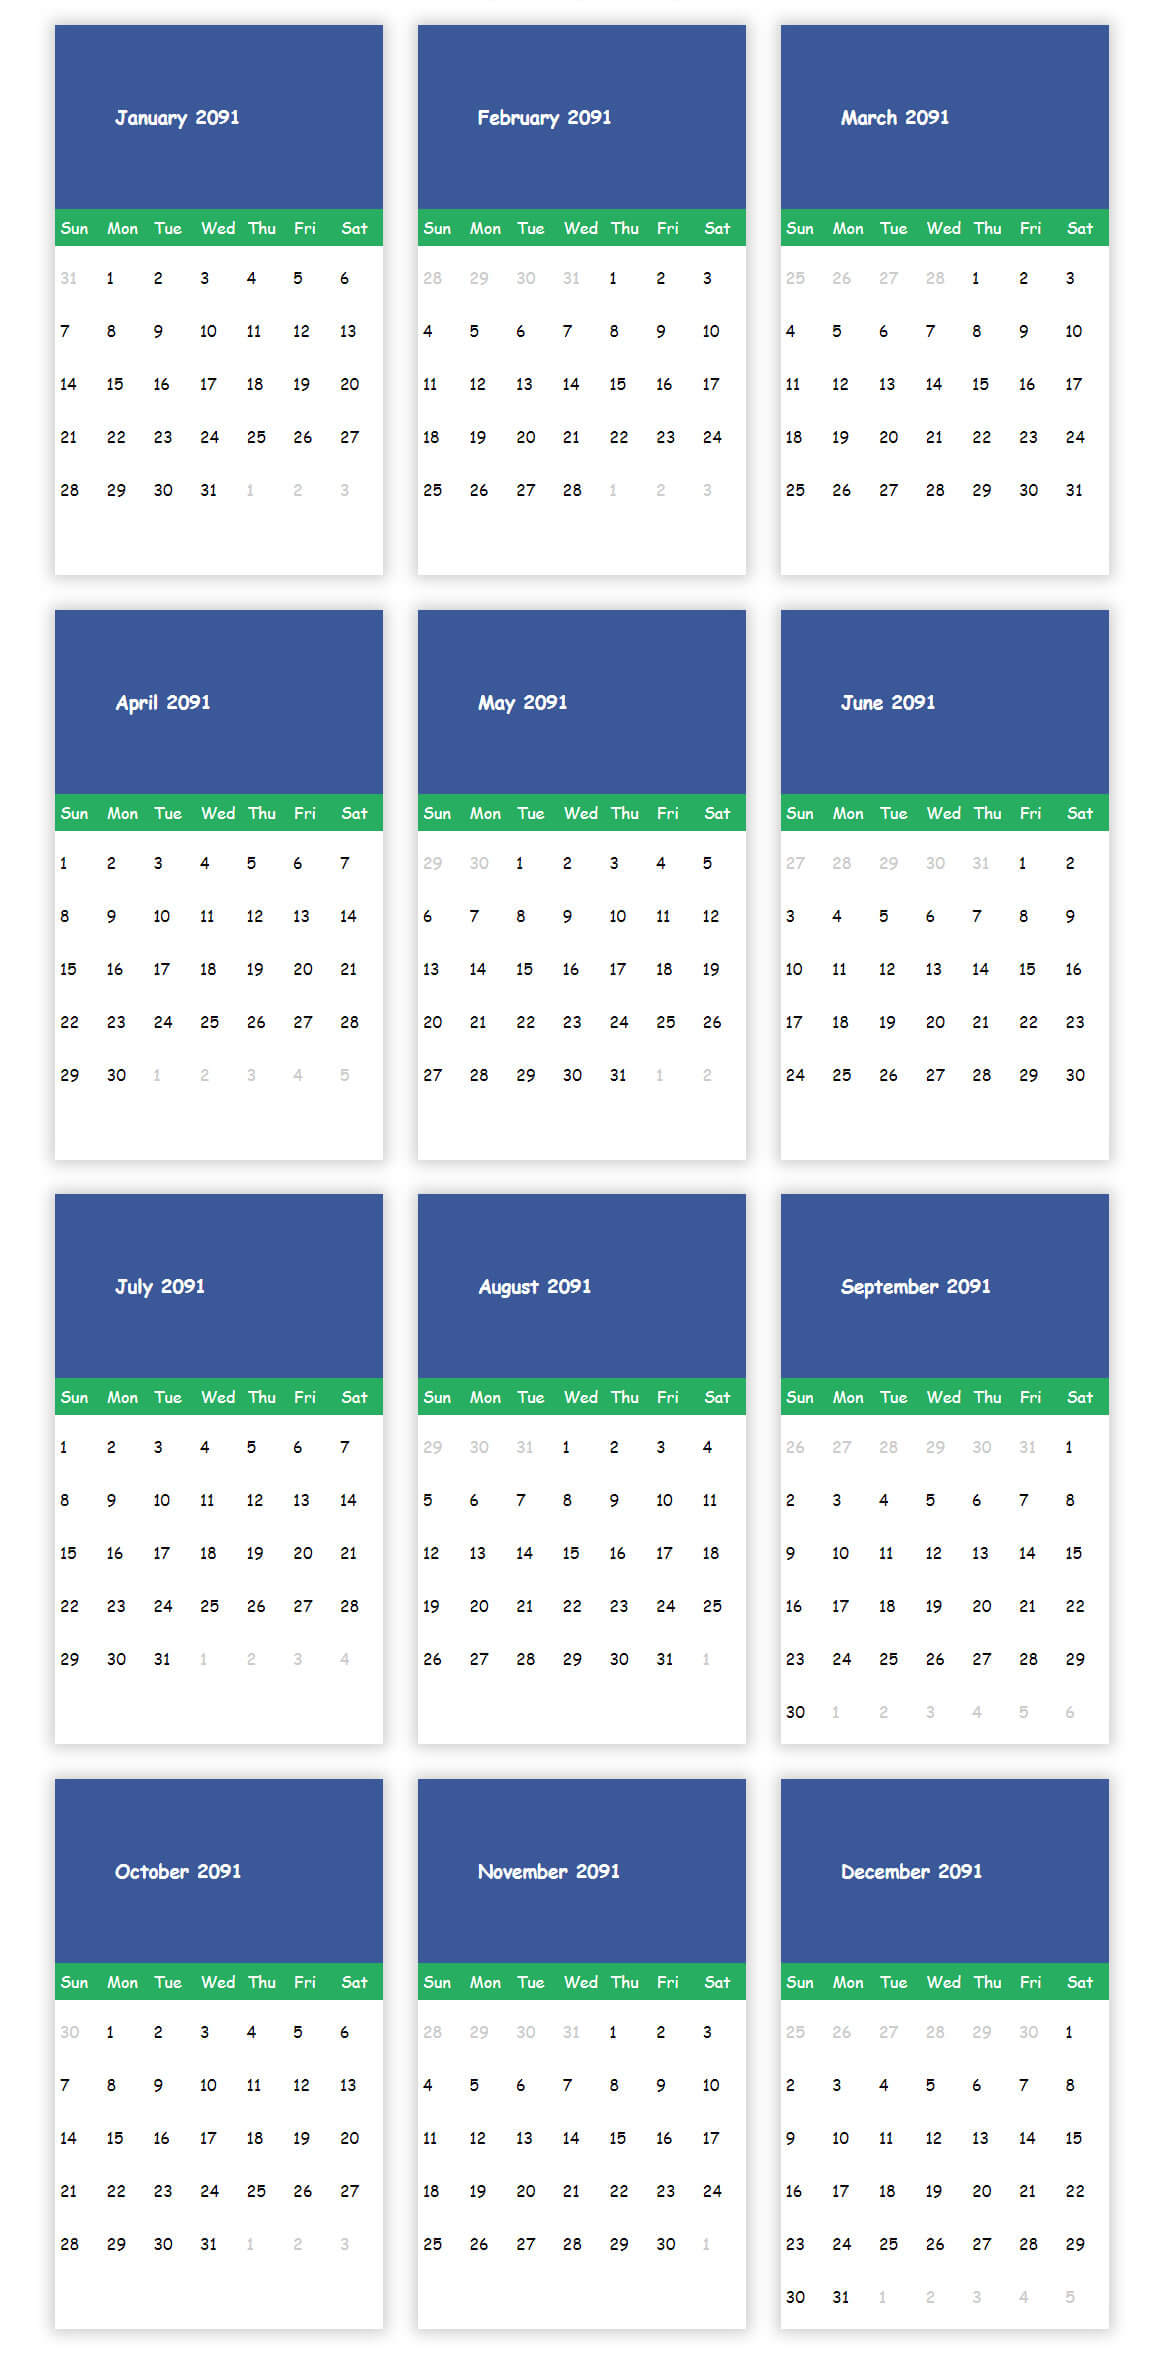 January 2091
Sun Mon Tue Wed Thu Fri Sat
31 1 2 3 4 5 6
7 8 9 10 11 12 13
14 15 16 17 18 19 20
21 22 23 24 25 26 27
28 29 30 31 1 2 3
February 2091
Sun Mon Tue Wed Thu Fri Sat
28 29 30 31 1 2 3
4 5 6 7 8 9 10
11 12 13 14 15 16 17
18 19 20 21 22 23 24
25 26 27 28 1 2 3
March 2091
Sun Mon Tue Wed Thu Fri Sat
25 26 27 28 1 2 3
4 5 6 7 8 9 10
11 12 13 14 15 16 17
18 19 20 21 22 23 24
25 26 27 28 29 30 31
April 2091
Sun Mon Tue Wed Thu Fri Sat
1 2 3 4 5 6 7
8 9 10 11 12 13 14
15 16 17 18 19 20 21
22 23 24 25 26 27 28
29 30 1 2 3 4 5
May 2091
Sun Mon Tue Wed Thu Fri Sat
29 30 1 2 3 4 5
6 7 8 9 10 11 12
13 14 15 16 17 18 19
20 21 22 23 24 25 26
27 28 29 30 31 1 2
June 2091
Sun Mon Tue Wed Thu Fri Sat
27 28 29 30 31 1 2
3 4 5 6 7 8 9
10 11 12 13 14 15 16
17 18 19 20 21 22 23
24 25 26 27 28 29 30
July 2091
Sun Mon Tue Wed Thu Fri Sat
1 2 3 4 5 6 7
8 9 10 11 12 13 14
15 16 17 18 19 20 21
22 23 24 25 26 27 28
29 30 31 1 2 3 4
August 2091
Sun Mon Tue Wed Thu Fri Sat
29 30 31 1 2 3 4
5 6 7 8 9 10 11
12 13 14 15 16 17 18
19 20 21 22 23 24 25
26 27 28 29 30 31 1
September 2091
Sun Mon Tue Wed Thu Fri Sat
26 27 28 29 30 31 1
2 3 4 5 6 7 8
9 10 11 12 13 14 15
16 17 18 19 20 21 22
23 24 25 26 27 28 29
30 1 2 3 4 5 6
October 2091
Sun Mon Tue Wed Thu Fri Sat
30 1 2 3 4 5 6
7 8 9 10 11 12 13
14 15 16 17 18 19 20
21 22 23 24 25 26 27
28 29 30 31 1 2 3
November 2091
Sun Mon Tue Wed Thu Fri Sat
28 29 30 31 1 2 3
4 5 6 7 8 9 10
11 12 13 14 15 16 17
18 19 20 21 22 23 24
25 26 27 28 29 30 1
December 2091
Sun Mon Tue Wed Thu Fri Sat
25 26 27 28 29 30 1
2 3 4 5 6 7 8
9 10 11 12 13 14 15
16 17 18 19 20 21 22
23 24 25 26 27 28 29
30 31 1 2 3 4 5